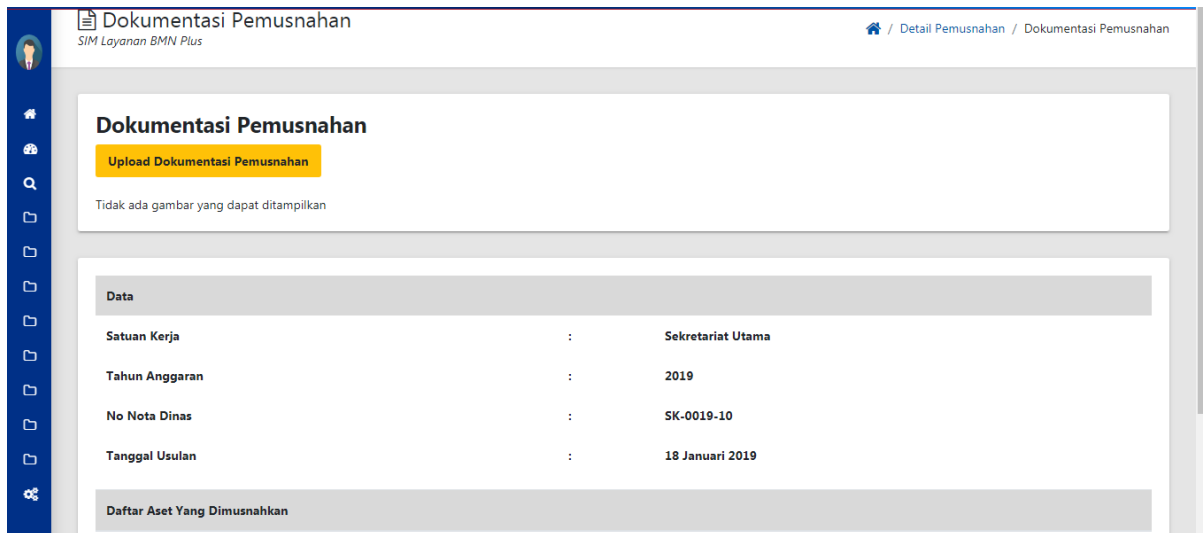 Dokumentasi Pemusnahan
SIM Layanan BMN Plus
/ Detail Pemusnahan / Dokumentasi Pemusnahan
Dokumentasi Pemusnahan
Upload Dokumentasi Pemusnahan
Tidak ada gambar yang dapat ditampilkan
Data
Satuan Kerja : Sekretariat Utama
Tahun Anggaran : 2019
No Nota Dinas : SK-0019-10
Tanggal Usulan : 18 Januari 2019
Daftar Aset Yang Dimusnahkan